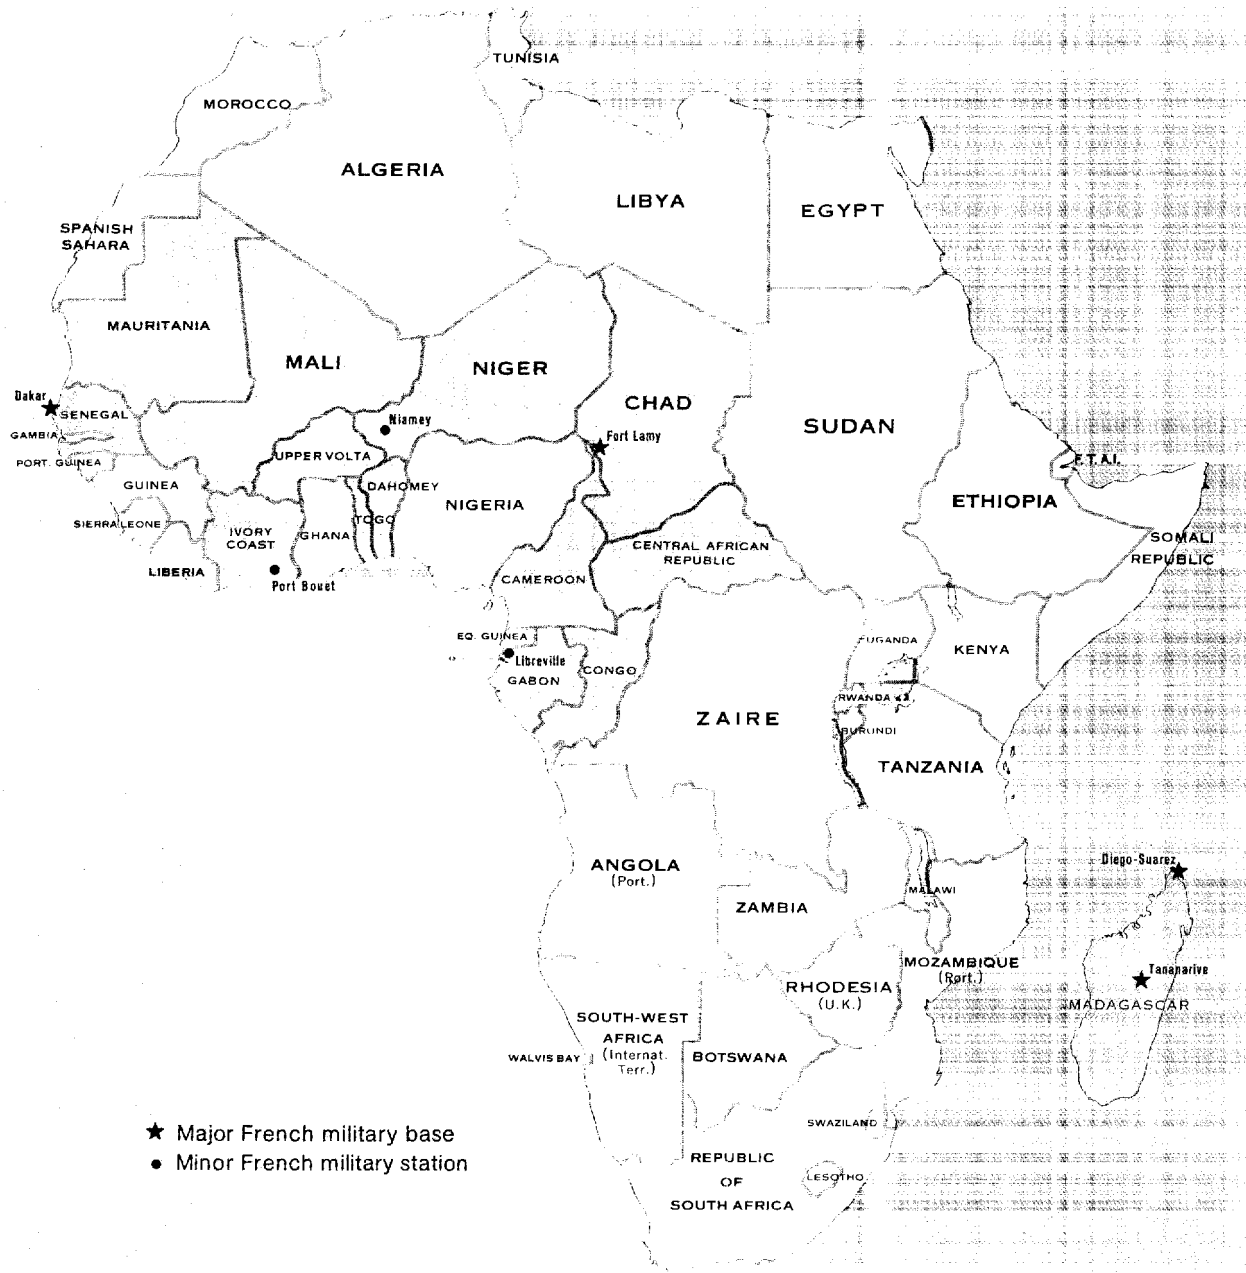 TUNISIA
MOROCCO
ALGERIA
LIBYA
EGYPT
SPANISH
SAHARA
MAURITANIA
MALI
NIGER
CHAD
SUDAN
Dakar
SENEGAL
Niamey
GAMBIA
Fort Lamy
UPPER VOLTA
F.T.A.I.
PORT. GUINEA
GUINEA
DAHOMEY
NIGERIA
ETHIOPIA
SIERRA LEONE
IVORY
COAST
GHANA
TOGO
CENTRAL AFRICAN
REPUBLIC
SOMALI
REPUBLIC
LIBERIA
Port Bouet
CAMEROON
EQ. GUINEA
Libreville
GABON
CONGO
UGANDA
KENYA
RWANDA
ZAIRE
BURUNDI
TANZANIA
ANGOLA
(Port.)
Diego-Suarez
MALAWI
ZAMBIA
MOZAMBIQUE
(Port.)
Tananarive
RHODESIA
(U.K.)
MADAGASCAR
SOUTH-WEST
AFRICA
(Internat.
Terr.)
WALVIS BAY
BOTSWANA
SWAZILAND
★ Major French military base
● Minor French military station
REPUBLIC
OF
SOUTH AFRICA
LESOTHO